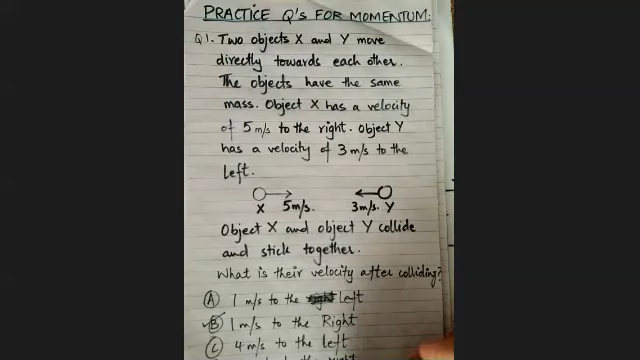 PRACTICE Q'S FOR MOMENTUM:
Q1. Two objects X and Y move
directly towards each other.
The objects have the same
mass. Object X has a velocity
of 5 m/s to the right. Object Y
has a velocity of 3 m/s to the
left.
X 5m/s. 3m/s. Y
Object X and object Y collide
and stick together.
What is their velocity after colliding?
A 1 m/s to the left
B 1 m/s to the Right
C 4 m/s to the left